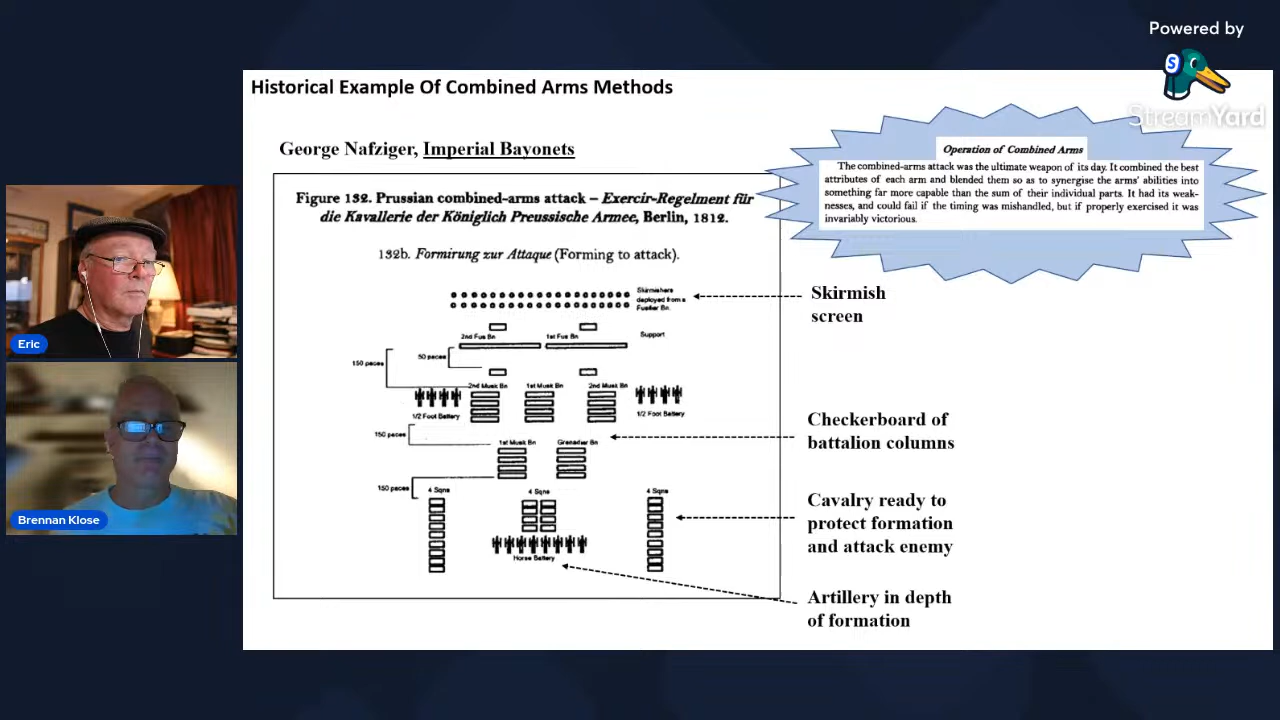 Powered by
StreamYard
Historical Example Of Combined Arms Methods
George Nafziger, Imperial Bayonets
Operation of Combined Arms
The combined-arms attack was the ultimate weapon of its day. It combined the best
attributes of each arm and blended them so as to synergise the arms' abilities into
something far more capable than the sum of their individual parts. It had its weak-
nesses, and could fail if the timing was mishandled, but if properly exercised it was
invariably victorious.
Figure 132. Prussian combined-arms attack – Exercir-Regelment für
die Kavallerie der Königlich Preussische Armee, Berlin, 1812.
132b. Formirung zur Attaque (Forming to attack).
Skirmishers
deployed from a
Fusilier Bn.
Skirmish
screen
2nd Fus Bn
1st Fus Bn
Support
150 paces
50 paces
2nd Musk Bn
1st Musk Bn
2nd Musk Bn
1/2 Foot Battery
1/2 Foot Battery
Checkerboard of
battalion columns
150 paces
1st Musk Bn
Grenadier Bn
150 paces
4 Sqns
4 Sqns
4 Sqns
Cavalry ready to
protect formation
and attack enemy
Horse Battery
Artillery in depth
of formation
Eric
Brennan Klose